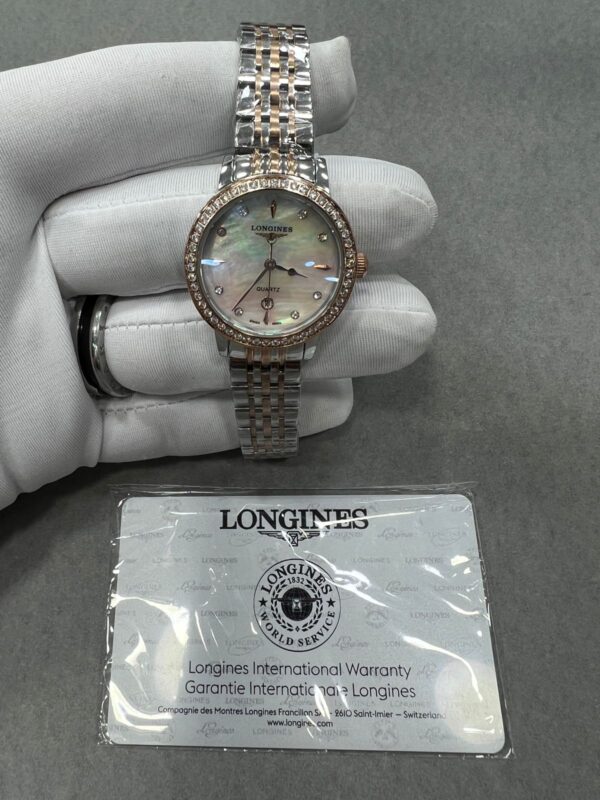 LONGINES
QUARTZ
LONGINES
LONGINES
1832
WORLD SERVICE
Longines International Warranty
Garantie Internationale Longines
Compagnie des Montres Longines Francillon SA – 2610 Saint-Imier – Switzerland
www.longines.com